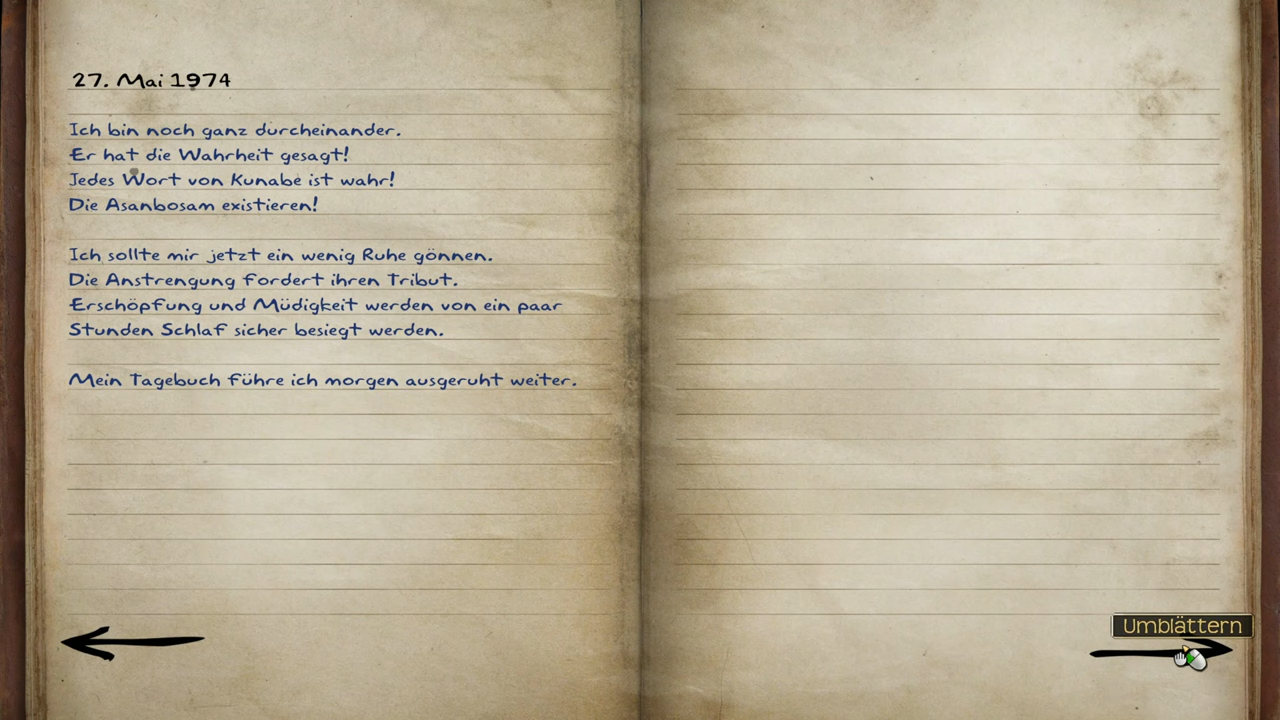 27. Mai 1974
Ich bin noch ganz durcheinander.
Er hat die Wahrheit gesagt!
Jedes Wort von Kunabe ist wahr!
Die Asanbosam existieren!
Ich sollte mir jetzt ein wenig Ruhe gönnen.
Die Anstrengung fordert ihren Tribut.
Erschöpfung und Müdigkeit werden von ein paar
Stunden Schlaf sicher besiegt werden.
Mein Tagebuch führe ich morgen ausgeruht weiter.
Umblättern